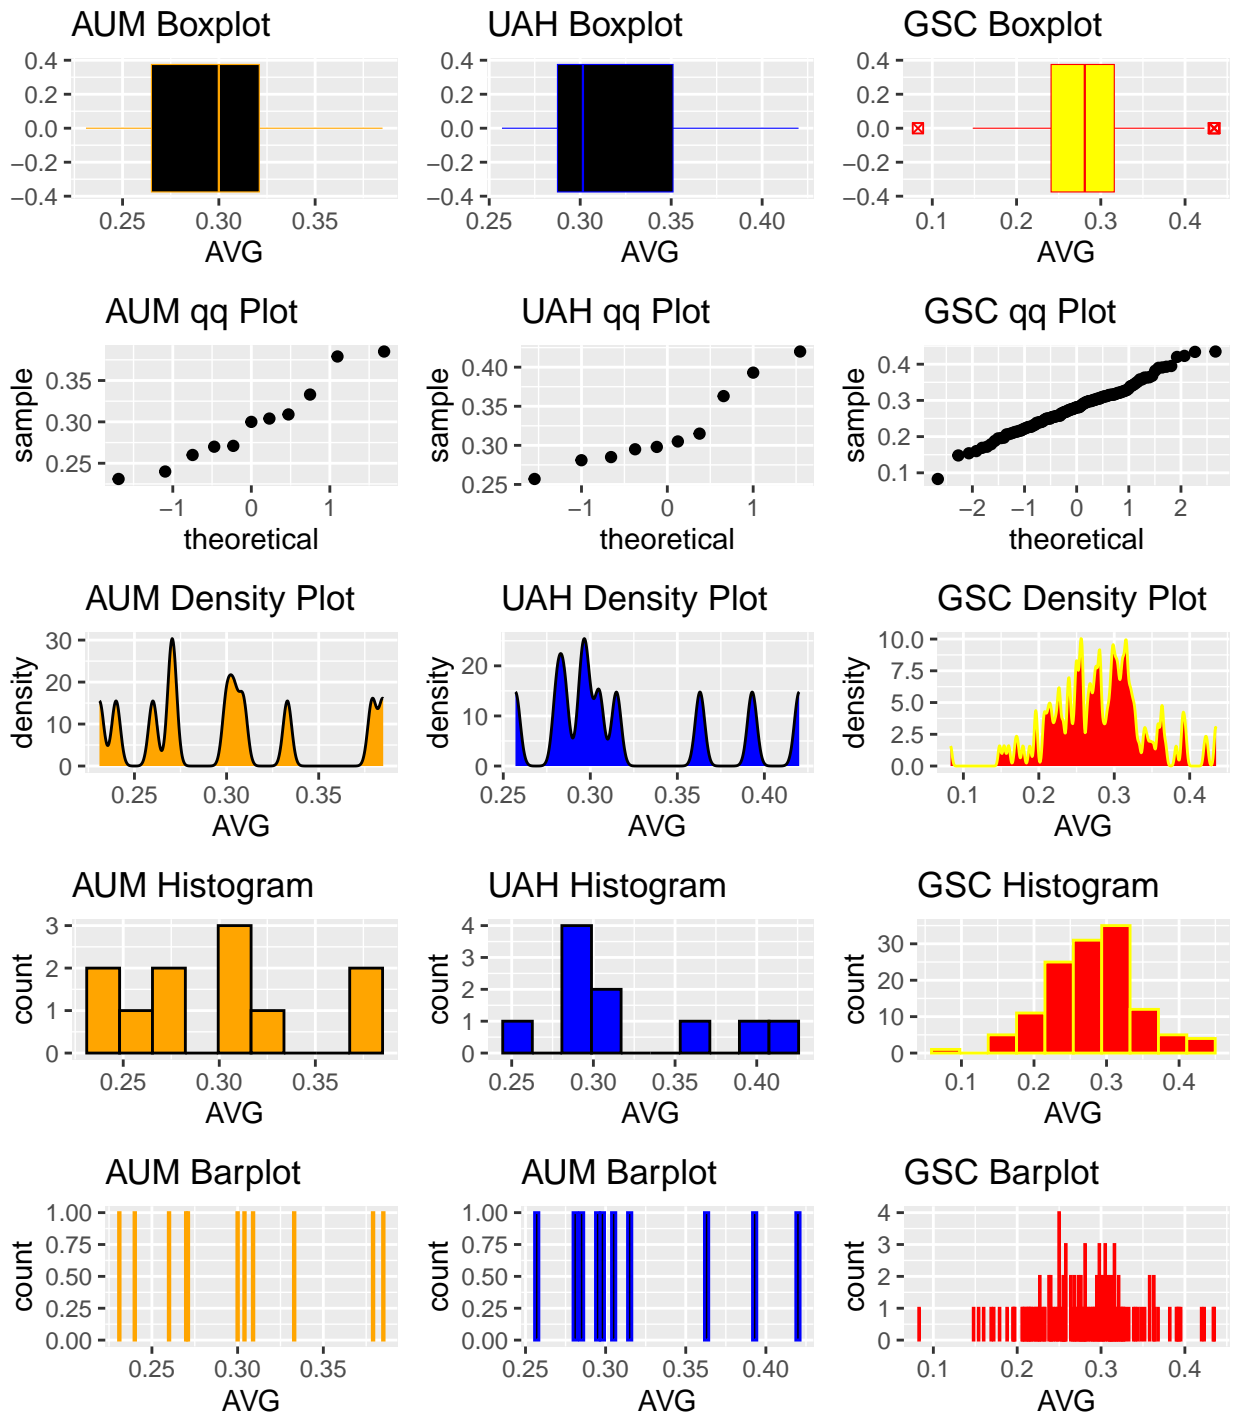 AUM Boxplot UAH Boxplot GSC Boxplot
0.4 0.4 0.4
0.2 0.2 0.2
0.0 0.0 0.0
−0.2 −0.2 −0.2
−0.4 −0.4 −0.4
0.25 0.30 0.35 0.25 0.30 0.35 0.40 0.1 0.2 0.3 0.4
AVG AVG AVG
AUM qq Plot UAH qq Plot GSC qq Plot
sample sample sample
0.35 0.40 0.4
0.30 0.35 0.3
0.25 0.30 0.2
0.25 0.1
−1 0 1 −1 0 1 −2 −1 0 1 2
theoretical theoretical theoretical
AUM Density Plot UAH Density Plot GSC Density Plot
density density density
30 20 10.0
20 10 7.5
10 0 5.0
0 2.5
0.0
0.25 0.30 0.35 0.25 0.30 0.35 0.40 0.1 0.2 0.3 0.4
AVG AVG AVG
AUM Histogram UAH Histogram GSC Histogram
count count count
3 4 30
2 3 20
1 2 10
0 1 0
0
0.25 0.30 0.35 0.25 0.30 0.35 0.40 0.1 0.2 0.3 0.4
AVG AVG AVG
AUM Barplot AUM Barplot GSC Barplot
count count count
1.00 1.00 4
0.75 0.75 3
0.50 0.50 2
0.25 0.25 1
0.00 0.00 0
0.25 0.30 0.35 0.25 0.30 0.35 0.40 0.1 0.2 0.3 0.4
AVG AVG AVG